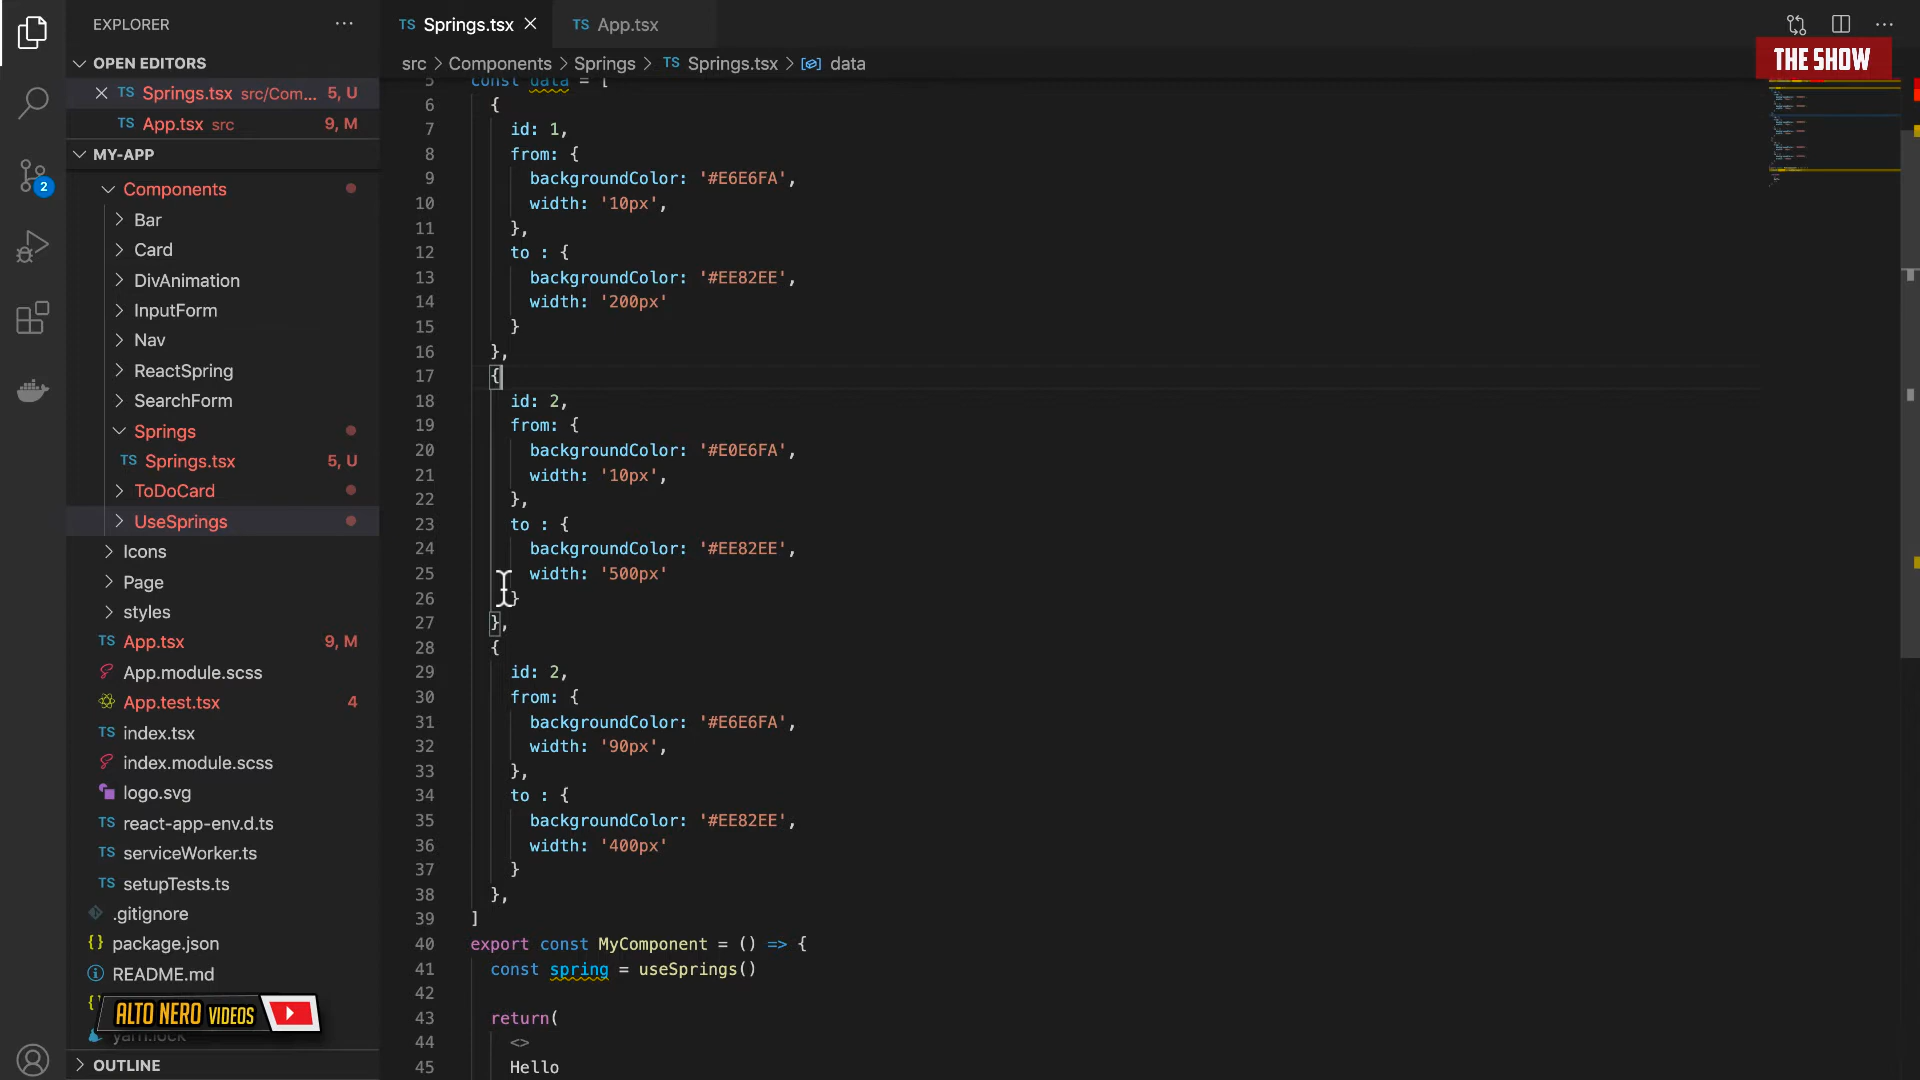 EXPLORER
OPEN EDITORS
Springs.tsx src/Com... 5, U
App.tsx src 9, M
MY-APP
Components
Bar
Card
DivAnimation
InputForm
Nav
ReactSpring
SearchForm
Springs
TS Springs.tsx 5, U
ToDoCard
UseSprings
Icons
Page
styles
TS App.tsx 9, M
App.module.scss
App.test.tsx 4
TS index.tsx
index.module.scss
logo.svg
TS react-app-env.d.ts
TS serviceWorker.ts
TS setupTests.ts
.gitignore
{} package.json
README.md
ALTO NERO VIDEOS
yarn.lock
OUTLINE
2
TS Springs.tsx
TS App.tsx
THE SHOW
src > Components > Springs > TS Springs.tsx > data
5 const data = [
6 {
7 id: 1,
8 from: {
9 backgroundColor: '#E6E6FA',
10 width: '10px',
11 },
12 to : {
13 backgroundColor: '#EE82EE',
14 width: '200px'
15 }
16 },
17 {
18 id: 2,
19 from: {
20 backgroundColor: '#E0E6FA',
21 width: '10px',
22 },
23 to : {
24 backgroundColor: '#EE82EE',
25 width: '500px'
26 }
27 },
28 {
29 id: 2,
30 from: {
31 backgroundColor: '#E6E6FA',
32 width: '90px',
33 },
34 to : {
35 backgroundColor: '#EE82EE',
36 width: '400px'
37 }
38 },
39 ]
40 export const MyComponent = () => {
41 const spring = useSprings()
42
43 return(
44 <>
45 Hello